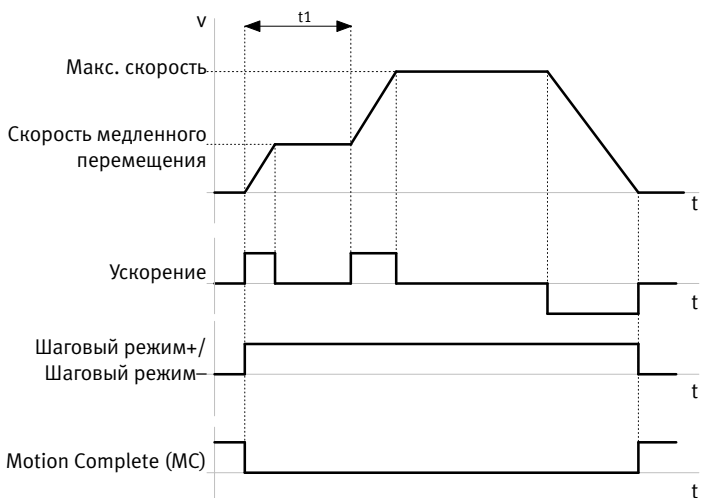 v
t1
Макс. скорость
Скорость медленного
перемещения
t
Ускорение
t
Шаговый режим+/
Шаговый режим–
t
Motion Complete (MC)
t